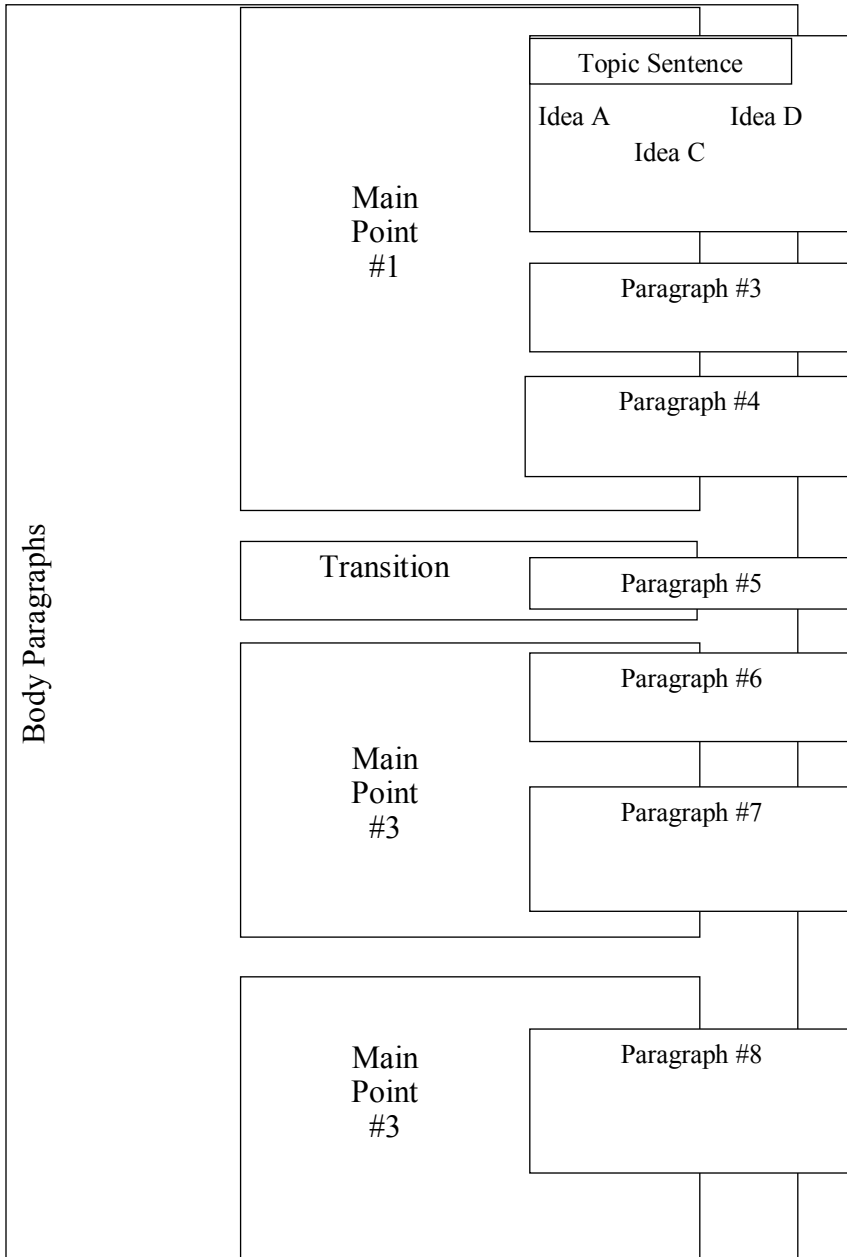 Body Paragraphs
Main
Point
#1
Topic Sentence
Idea A
Idea D
Idea C
Paragraph #3
Paragraph #4
Transition
Paragraph #5
Main
Point
#3
Paragraph #6
Paragraph #7
Main
Point
#3
Paragraph #8